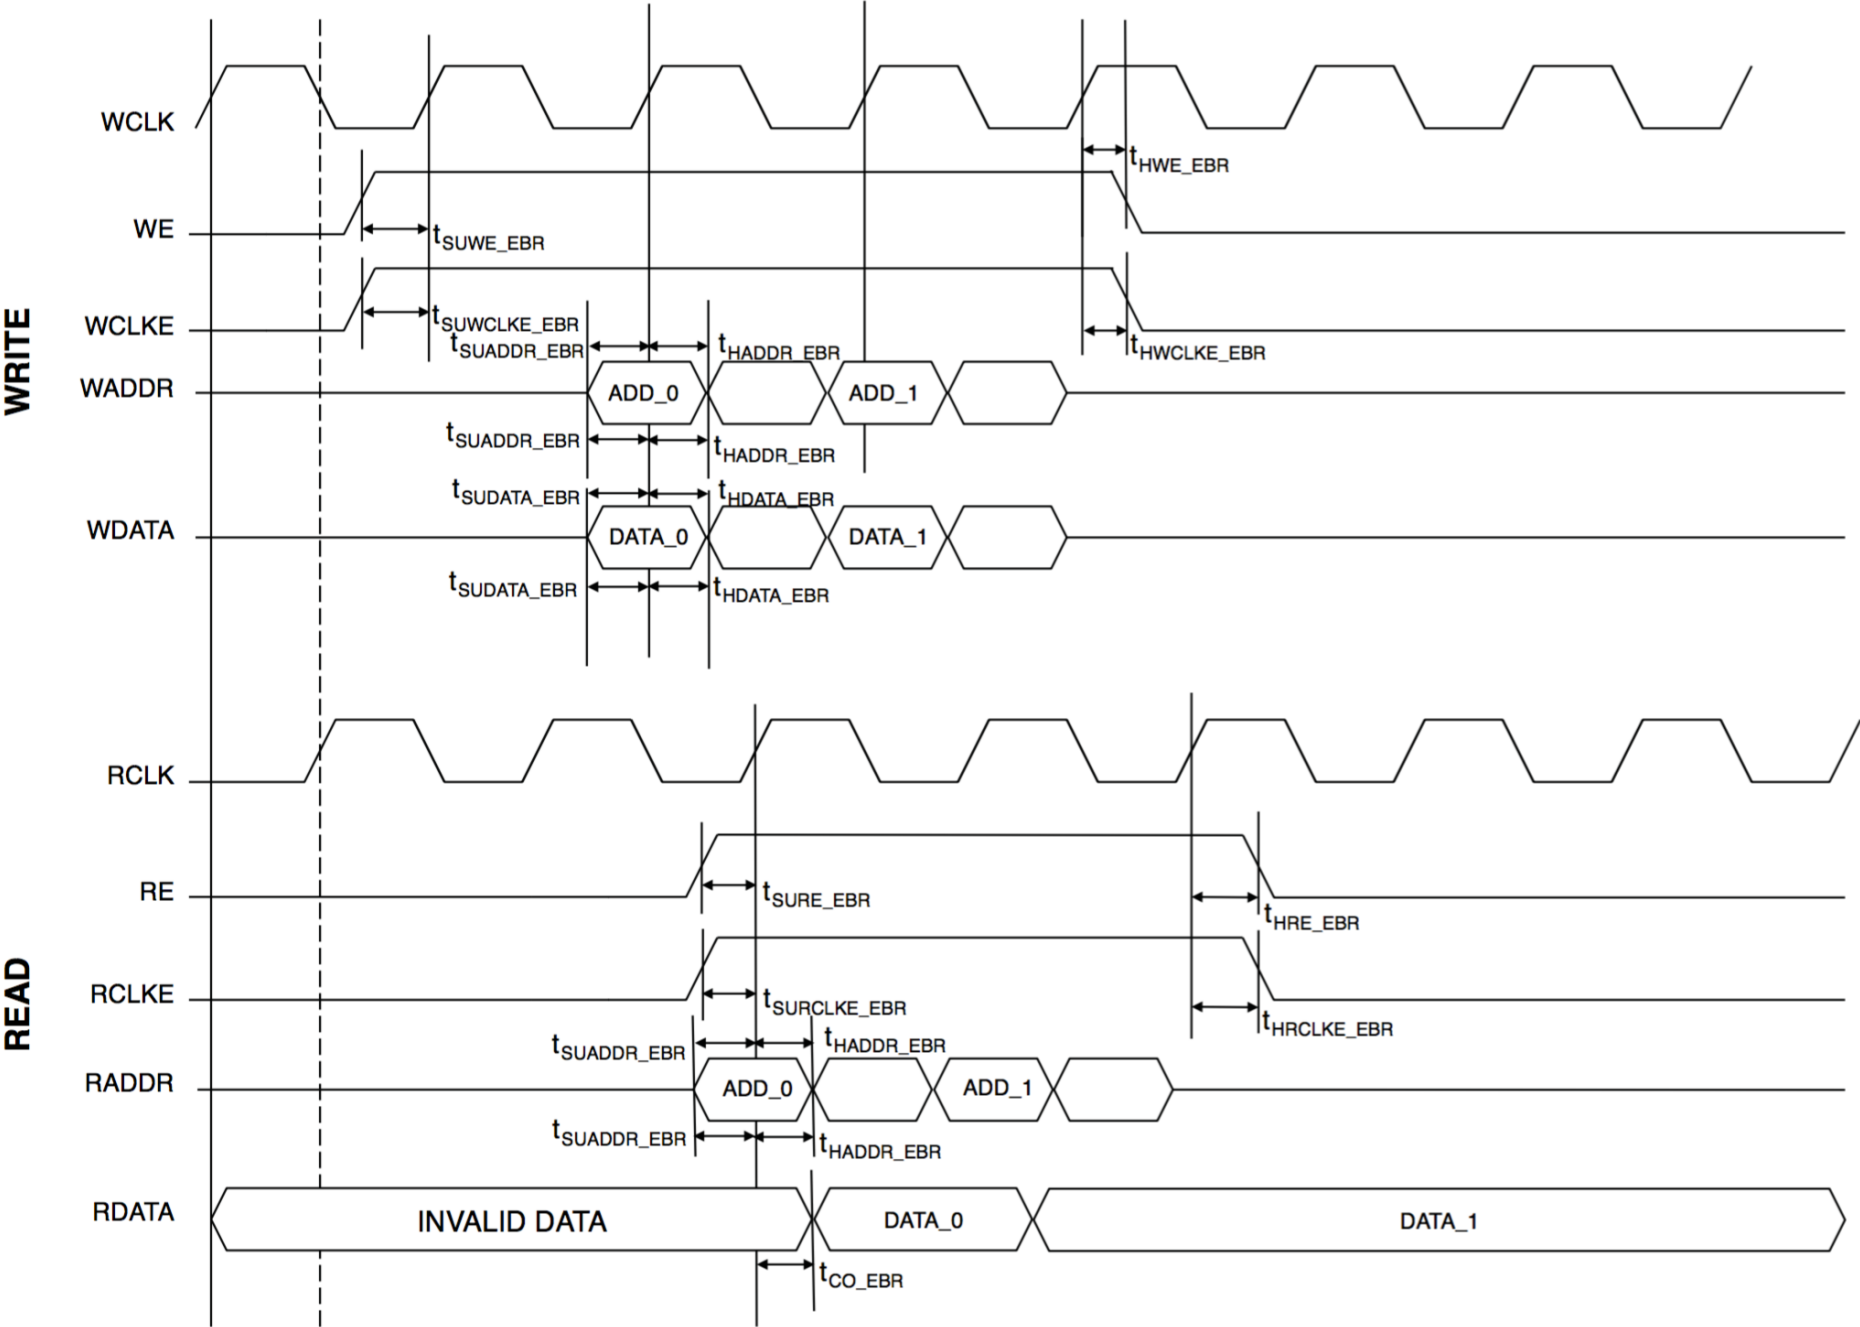 WRITE
WCLK
tHWE_EBR
WE
tSUWE_EBR
WCLKE
tSUWCLKE_EBR
tHWCLKE_EBR
tSUADDR_EBR
tHADDR_EBR
WADDR
ADD_0
ADD_1
tSUADDR_EBR
tHADDR_EBR
tSUDATA_EBR
tHDATA_EBR
WDATA
DATA_0
DATA_1
tSUDATA_EBR
tHDATA_EBR
READ
RCLK
RE
tSURE_EBR
tHRE_EBR
RCLKE
tSURCLKE_EBR
tHRCLKE_EBR
tSUADDR_EBR
tHADDR_EBR
RADDR
ADD_0
ADD_1
tSUADDR_EBR
tHADDR_EBR
RDATA
INVALID DATA
DATA_0
DATA_1
tCO_EBR